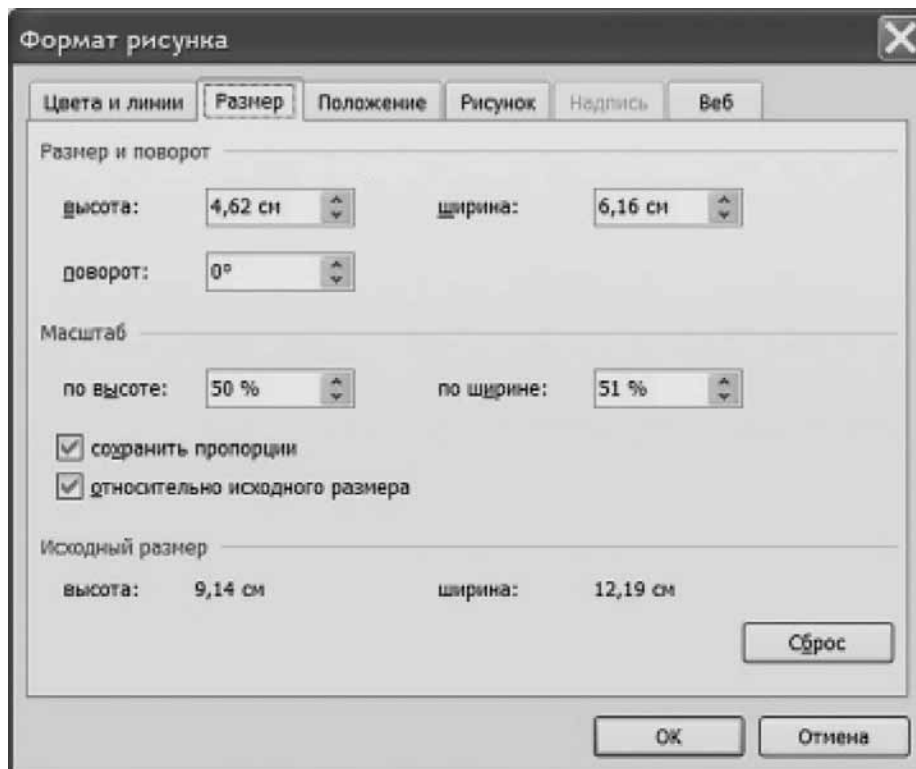 Формат рисунка
Цвета и линии Размер Положение Рисунок Надпись Веб
Размер и поворот
высота: 4,62 см ширина: 6,16 см
поворот: 0°
Масштаб
по высоте: 50 % по ширине: 51 %
сохранить пропорции
относительно исходного размера
Исходный размер
высота: 9,14 см ширина: 12,19 см
Сброс
ОК Отмена